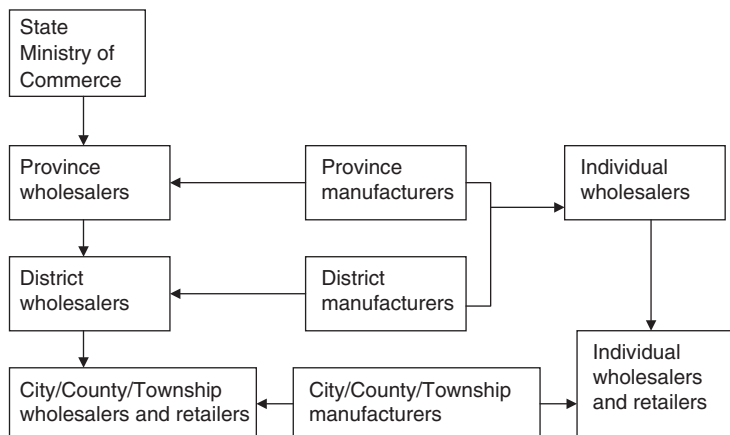 State
Ministry of
Commerce
Province
wholesalers
Province
manufacturers
Individual
wholesalers
District
wholesalers
District
manufacturers
City/County/Township
wholesalers and retailers
City/County/Township
manufacturers
Individual
wholesalers
and retailers